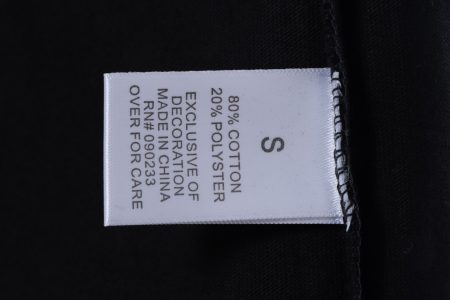 S
80% COTTON
20% POLYSTER
EXCLUSIVE OF
DECORATION
MADE IN CHINA
RN# 090233
OVER FOR CARE